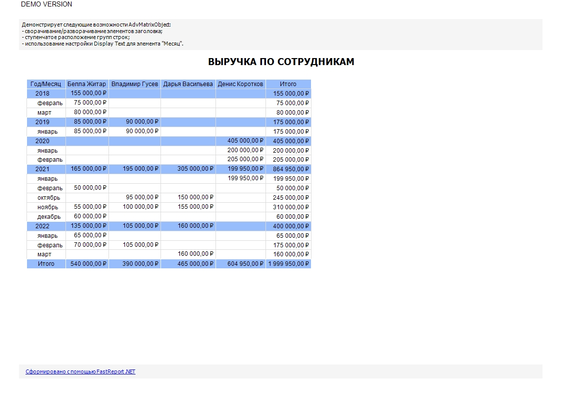 DEMO VERSION
Демонстрирует следующие возможности AdvMatrixObject:
- сворачивание/разворачивание элементов заголовка;
- ступенчатое расположение групп строк;
- использование настройки Display Text для элемента "Месяц".
ВЫРУЧКА ПО СОТРУДНИКАМ
Год/Месяц Белла Житар Владимир Гусев Дарья Васильева Денис Коротков Итого
2018 155 000,00 ₽ 155 000,00 ₽
февраль 75 000,00 ₽ 75 000,00 ₽
март 80 000,00 ₽ 80 000,00 ₽
2019 85 000,00 ₽ 90 000,00 ₽ 175 000,00 ₽
январь 85 000,00 ₽ 90 000,00 ₽ 175 000,00 ₽
2020 405 000,00 ₽ 405 000,00 ₽
январь 200 000,00 ₽ 200 000,00 ₽
февраль 205 000,00 ₽ 205 000,00 ₽
2021 165 000,00 ₽ 195 000,00 ₽ 305 000,00 ₽ 199 950,00 ₽ 864 950,00 ₽
январь 199 950,00 ₽ 199 950,00 ₽
февраль 50 000,00 ₽ 50 000,00 ₽
октябрь 95 000,00 ₽ 150 000,00 ₽ 245 000,00 ₽
ноябрь 55 000,00 ₽ 100 000,00 ₽ 155 000,00 ₽ 310 000,00 ₽
декабрь 60 000,00 ₽ 60 000,00 ₽
2022 135 000,00 ₽ 105 000,00 ₽ 160 000,00 ₽ 400 000,00 ₽
январь 65 000,00 ₽ 65 000,00 ₽
февраль 70 000,00 ₽ 105 000,00 ₽ 175 000,00 ₽
март 160 000,00 ₽ 160 000,00 ₽
Итого 540 000,00 ₽ 390 000,00 ₽ 465 000,00 ₽ 604 950,00 ₽ 1 999 950,00 ₽
Сформировано с помощью FastReport.NET